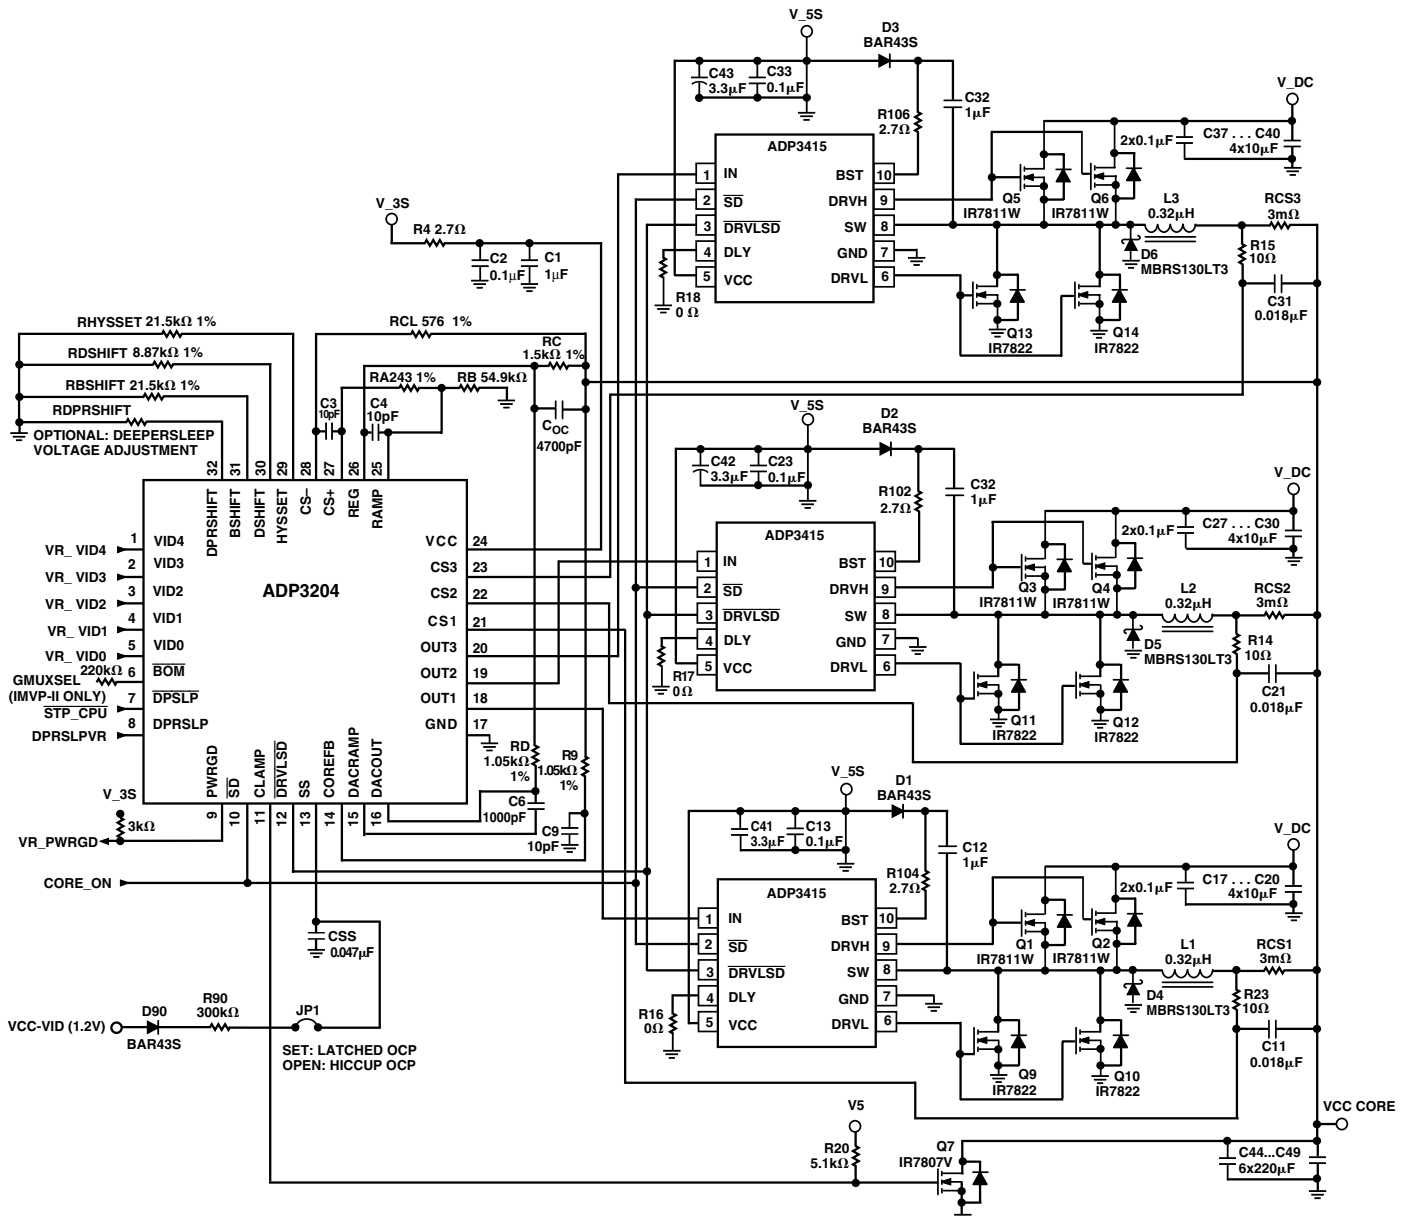 V_5S
D3
BAR43S
C43
3.3µF
C33
0.1µF
R106
2.7Ω
C32
1µF
V_DC
2x0.1µF
C37 . . . C40
4x10µF
ADP3415
1 IN
2 SD
3 DRVLSD
4 DLY
5 VCC
BST 10
DRVH 9
SW 8
GND 7
DRVL 6
Q5
IR7811W
Q6
IR7811W
L3
0.32µH
RCS3
3mΩ
R15
10Ω
D6
MBRS130LT3
C31
0.018µF
R18
0 Ω
Q13
IR7822
Q14
IR7822
V_3S
R4 2.7Ω
C2
0.1µF
C1
1µF
RHYSSET 21.5kΩ 1%
RDSHIFT 8.87kΩ 1%
RBSHIFT 21.5kΩ 1%
RDPRSHIFT
OPTIONAL: DEEPERSLEEP
VOLTAGE ADJUSTMENT
RCL 576 1%
RC
1.5kΩ 1%
RA243 1%
RB 54.9kΩ
C3
10pF
C4
10pF
COC
4700pF
32 DPRSHIFT
31 BSHIFT
30 DSHIFT
29 HYSSET
28 CS–
27 CS+
26 REG
25 RAMP
ADP3204
VR_ VID4 1 VID4
VR_ VID3 2 VID3
VR_ VID2 3 VID2
VR_ VID1 4 VID1
VR_ VID0 5 VID0
220kΩ 6 BOM
GMUXSEL
(IMVP-II ONLY) 7 DPSLP
STP_CPU
8 DPRSLP
DPRSLPVR
VCC 24
CS3 23
CS2 22
CS1 21
OUT3 20
OUT2 19
OUT1 18
GND 17
PWRGD 9
SD 10
CLAMP 11
DRVLSD 12
SS 13
COREFB 14
DACRAMP 15
DACOUT 16
RD
1.05kΩ
1%
R9
1.05kΩ
1%
C6
1000pF
C9
10pF
V_3S
3kΩ
VR_PWRGD
CORE_ON
CSS
0.047µF
VCC-VID (1.2V)
D90
BAR43S
R90
300kΩ
JP1
SET: LATCHED OCP
OPEN: HICCUP OCP
V_5S
D2
BAR43S
C42
3.3µF
C23
0.1µF
R102
2.7Ω
C32
1µF
V_DC
2x0.1µF
C27 . . . C30
4x10µF
ADP3415
1 IN
2 SD
3 DRVLSD
4 DLY
5 VCC
BST 10
DRVH 9
SW 8
GND 7
DRVL 6
Q3
IR7811W
Q4
IR7811W
L2
0.32µH
RCS2
3mΩ
R14
10Ω
D5
MBRS130LT3
C21
0.018µF
R17
0Ω
Q11
IR7822
Q12
IR7822
V_5S
D1
BAR43S
C41
3.3µF
C13
0.1µF
R104
2.7Ω
C12
1µF
V_DC
2x0.1µF
C17 . . . C20
4x10µF
ADP3415
1 IN
2 SD
3 DRVLSD
4 DLY
5 VCC
BST 10
DRVH 9
SW 8
GND 7
DRVL 6
Q1
IR7811W
Q2
IR7811W
L1
0.32µH
RCS1
3mΩ
R23
10Ω
D4
MBRS130LT3
C11
0.018µF
R16
0Ω
Q9
IR7822
Q10
IR7822
V5
R20
5.1kΩ
Q7
IR7807V
VCC CORE
C44...C49
6x220µF